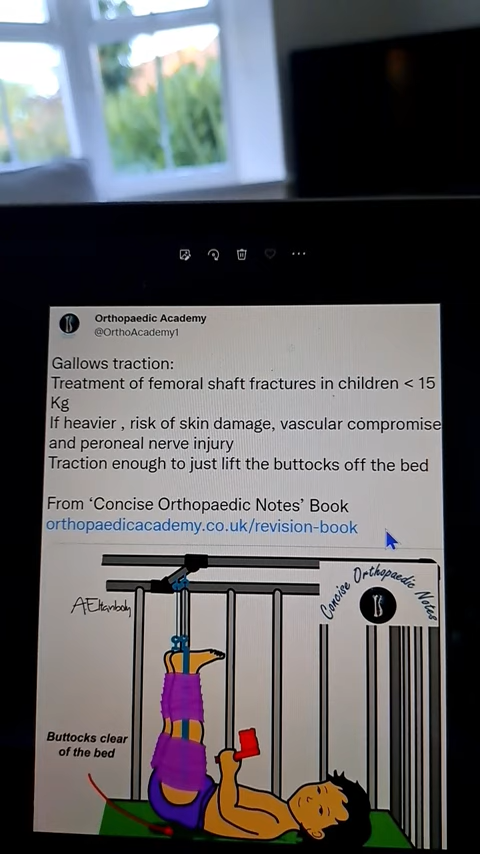 Orthopaedic Academy
@OrthoAcademy1
Gallows traction:
Treatment of femoral shaft fractures in children < 15
Kg
If heavier , risk of skin damage, vascular compromise
and peroneal nerve injury
Traction enough to just lift the buttocks off the bed
From ‘Concise Orthopaedic Notes’ Book
orthopaedicacademy.co.uk/revision-book
Concise Orthopaedic Notes
Buttocks clear
of the bed